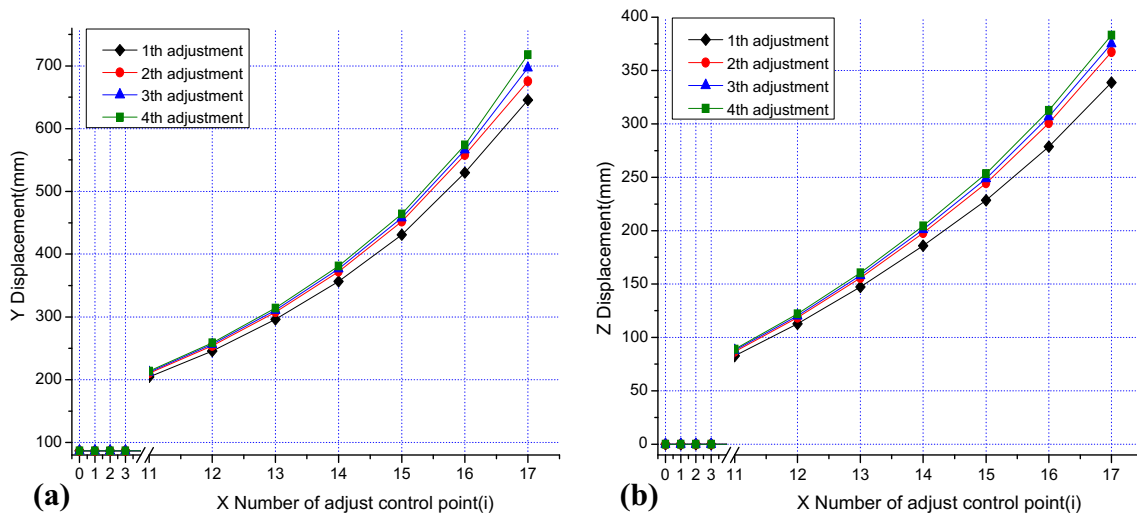 1th adjustment
2th adjustment
3th adjustment
4th adjustment
700
600
500
400
300
200
100
Y Displacement(mm)
0 1 2 3 11 12 13 14 15 16 17
X Number of adjust control point(i)
(a)
1th adjustment
2th adjustment
3th adjustment
4th adjustment
400
350
300
250
200
150
100
50
0
Z Displacement(mm)
0 1 2 3 11 12 13 14 15 16 17
X Number of adjust control point(i)
(b)